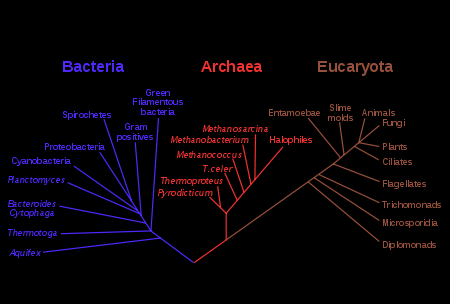 Bacteria
Archaea
Eucaryota
Green
Filamentous
bacteria
Spirochetes
Gram
positives
Proteobacteria
Cyanobacteria
Planctomyces
Bacteroides
Cytophaga
Thermotoga
Aquifex
Methanosarcina
Methanobacterium
Halophiles
Methanococcus
T.celer
Thermoproteus
Pyrodicticum
Entamoebae
Slime
molds
Animals
Fungi
Plants
Ciliates
Flagellates
Trichomonads
Microsporidia
Diplomonads